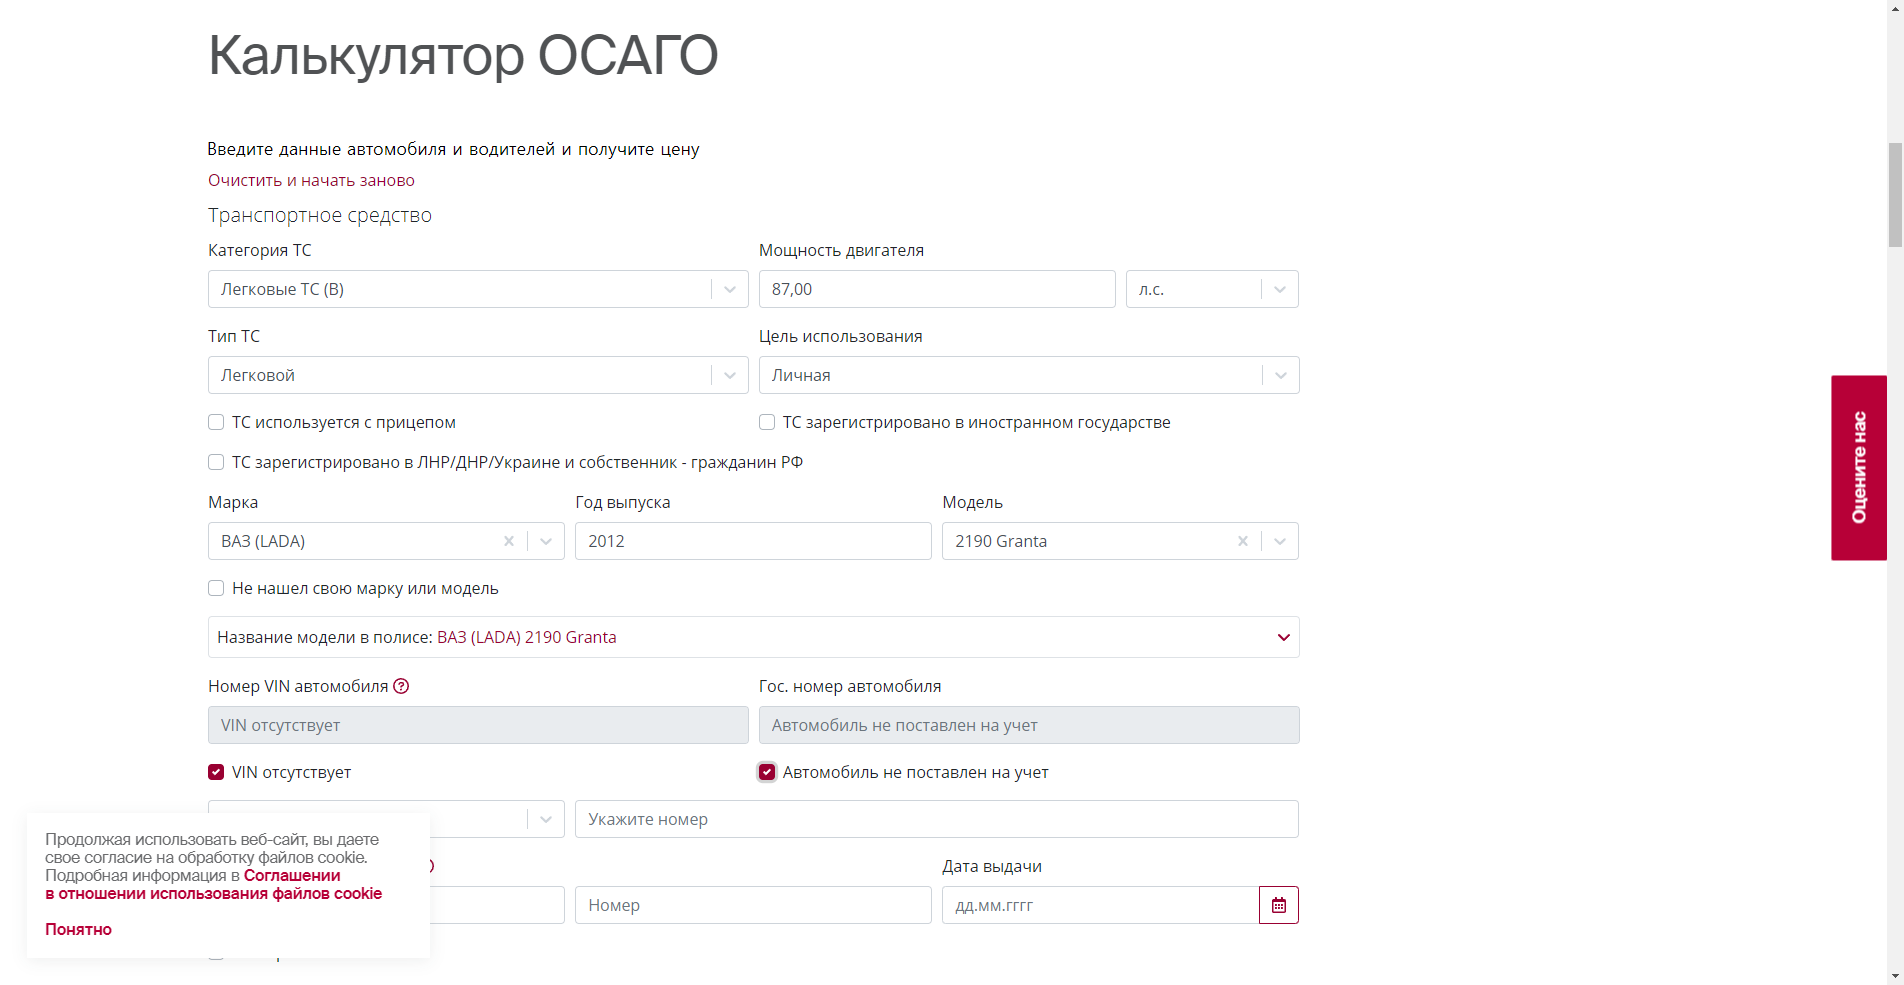 Калькулятор ОСАГО
Введите данные автомобиля и водителей и получите цену
Очистить и начать заново
Транспортное средство
Категория ТС
Мощность двигателя
Легковые ТС (B)
87,00
л.с.
Тип ТС
Цель использования
Легковой
Личная
ТС используется с прицепом
ТС зарегистрировано в иностранном государстве
ТС зарегистрировано в ЛНР/ДНР/Украине и собственник - гражданин РФ
Марка
Год выпуска
Модель
ВАЗ (LADA)
2012
2190 Granta
Не нашел свою марку или модель
Название модели в полисе: ВАЗ (LADA) 2190 Granta
Номер VIN автомобиля
Гос. номер автомобиля
VIN отсутствует
Автомобиль не поставлен на учет
VIN отсутствует
Автомобиль не поставлен на учет
Укажите номер
Дата выдачи
Номер
дд.мм.гггг
Продолжая использовать веб-сайт, вы даете
свое согласие на обработку файлов cookie.
Подробная информация в Соглашении
в отношении использования файлов cookie
Понятно
Оцените нас